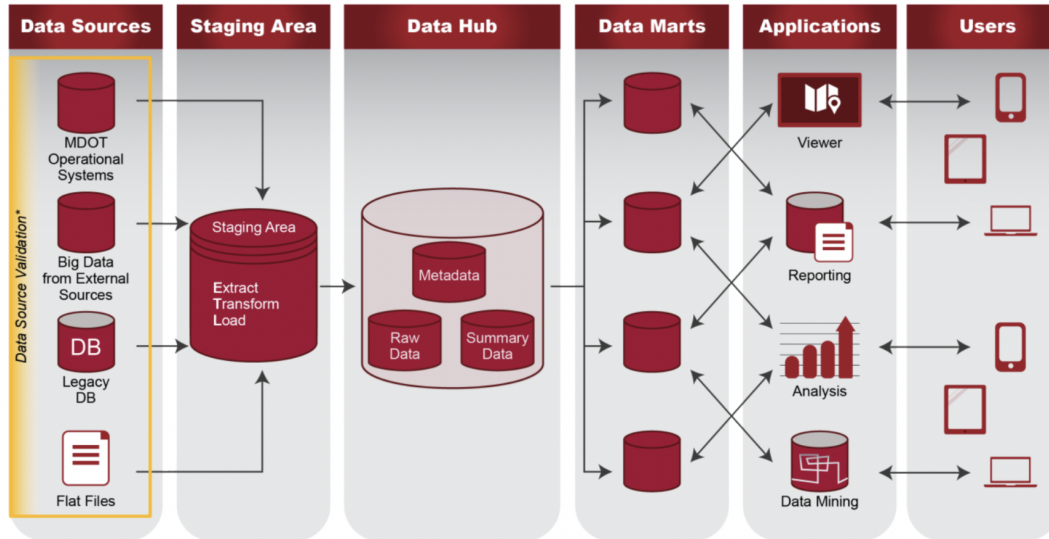 Data Sources
Staging Area
Data Hub
Data Marts
Applications
Users
Data Source Validation*
MDOT
Operational
Systems
Big Data
from External
Sources
DB
Legacy
DB
Flat Files
Staging Area
Extract
Transform
Load
Metadata
Raw
Data
Summary
Data
Viewer
Reporting
Analysis
Data Mining